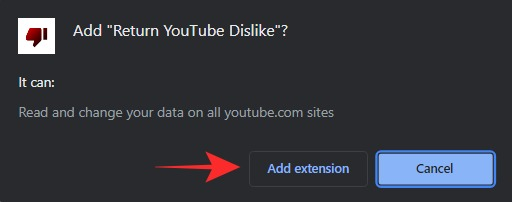 Add "Return YouTube Dislike"?
It can:
Read and change your data on all youtube.com sites
Add extension
Cancel